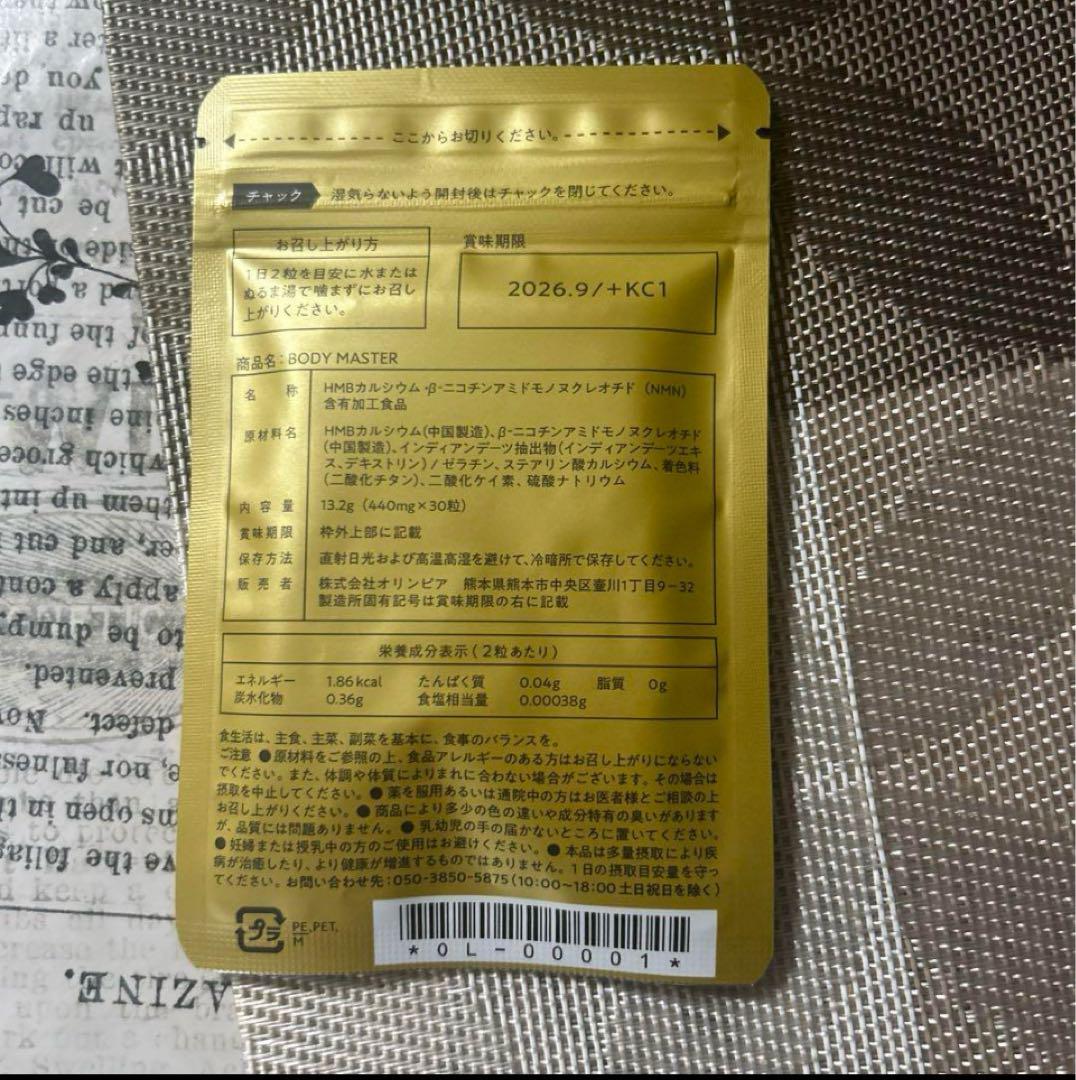 ここからお切りください。
チャック 湿気らないよう開封後はチャックを閉じてください。
お召し上がり方
1日2粒を目安に水または
ぬるま湯で噛まずにお召し
上がりください。
賞味期限
2026.9/+KC1
商品名:BODY MASTER
名 称 HMBカルシウム・β-ニコチンアミドモノヌクレオチド(NMN)
含有加工食品
原材料名 HMBカルシウム(中国製造)、β-ニコチンアミドモノヌクレオチド
(中国製造)、インディアンデーツ抽出物(インディアンデーツエキ
ス、デキストリン)/ゼラチン、ステアリン酸カルシウム、着色料
(二酸化チタン)、二酸化ケイ素、硫酸ナトリウム
内 容 量 13.2g(440mg×30粒)
賞味期限 枠外上部に記載
保存方法 直射日光および高温高湿を避けて、冷暗所で保存してください。
販 売 者 株式会社オリンピア 熊本県熊本市中央区壷川1丁目9-32
製造所固有記号は賞味期限の右に記載
栄養成分表示(2粒あたり)
エネルギー 1.86kcal たんぱく質 0.04g 脂質 0g
炭水化物 0.36g 食塩相当量 0.00038g
食生活は、主食、主菜、副菜を基本に、食事のバランスを。
ご注意 ●原材料をご参照の上、食品アレルギーのある方はお召し上がりにならない
でください。また、体調や体質によりまれに合わない場合がございます。その場合は
摂取を中止してください。●薬を服用あるいは通院中の方はお医者様とご相談の上
お召し上がりください。●商品により多少の色の違いや成分特有の臭いがあります
が、品質には問題ありません。●乳幼児の手の届かないところに置いてください。
●妊婦または授乳中の方のご使用はお避けください。●本品は多量摂取により疾
病が治癒したり、より健康が増進するものではありません。1日の摂取目安量を守っ
てください。お問い合わせ先:050-3850-5875(10:00〜18:00 土日祝日を除く)
プラ PE,PET,
M
*OL-00001*
AZINE.